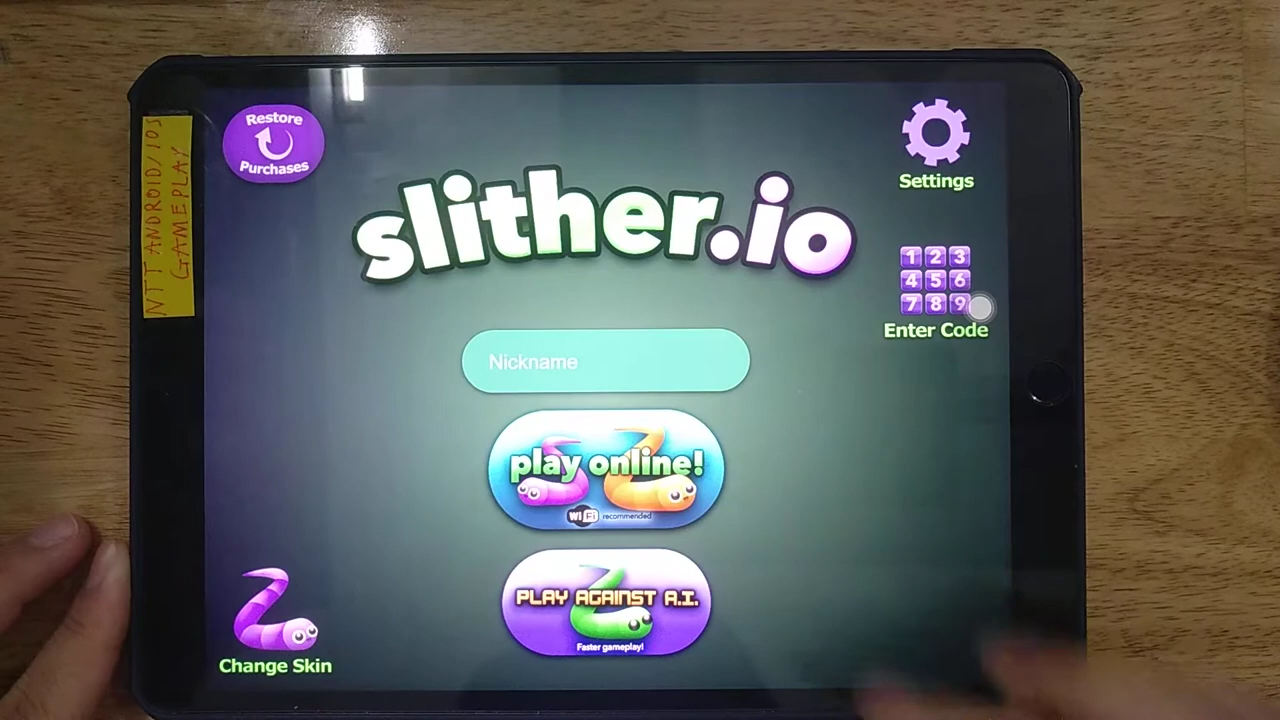 NTT ANDROID/IOS
GAMEPLAY
Restore
Purchases
slither.io
Settings
1 2 3
4 5 6
7 8 9
Enter Code
Nickname
play online!
WiFi recommended
PLAY AGAINST A.I.
Faster gameplay!
Change Skin